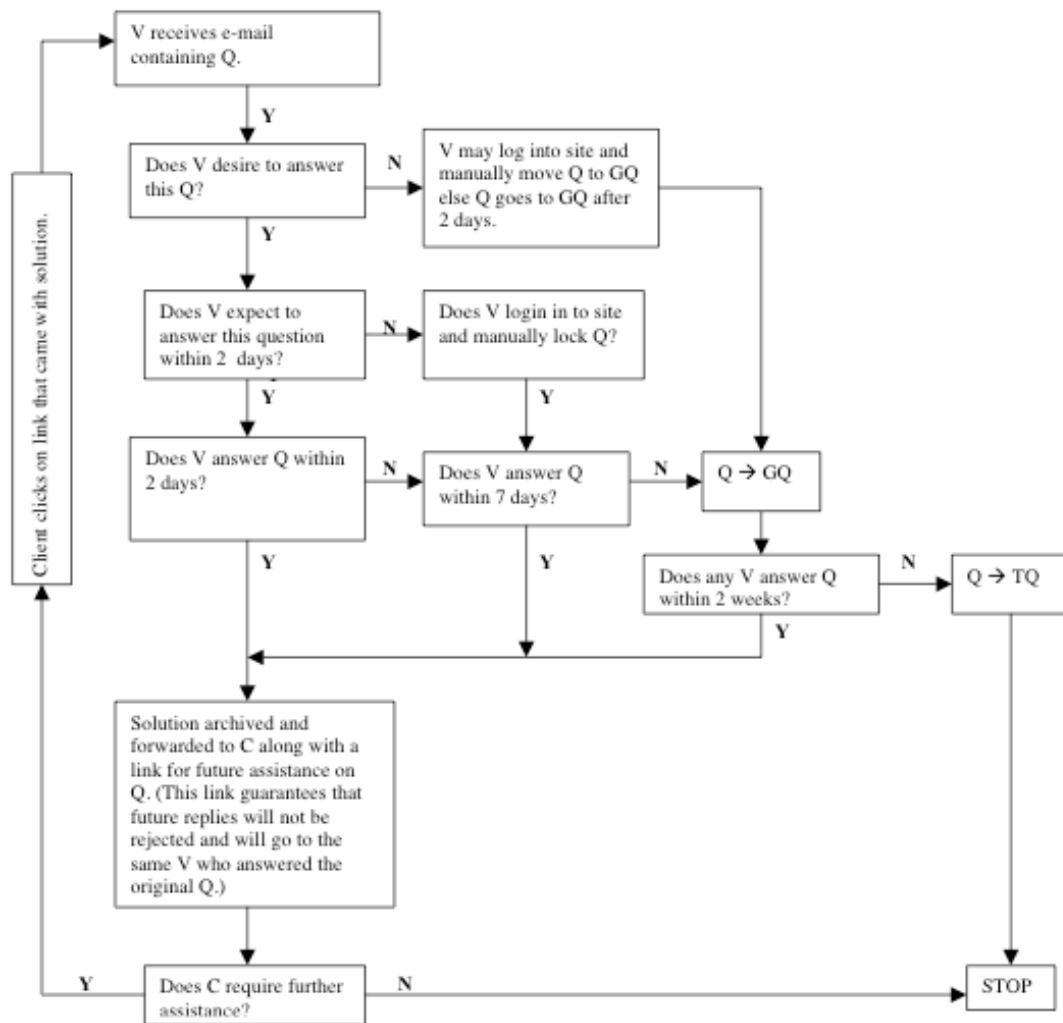 V receives e-mail
containing Q.
Y
Does V desire to answer
this Q?
N
V may log into site and
manually move Q to GQ
else Q goes to GQ after
2 days.
Y
Does V expect to
answer this question
within 2 days?
N
Does V login in to site
and manually lock Q?
Y
Y
Does V answer Q within
2 days?
N
Does V answer Q
within 7 days?
N
Q → GQ
Y
Y
Does any V answer Q
within 2 weeks?
N
Q → TQ
Y
Client clicks on link that came with solution.
Solution archived and
forwarded to C along with a
link for future assistance on
Q. (This link guarantees that
future replies will not be
rejected and will go to the
same V who answered the
original Q.)
Y
Does C require further
assistance?
N
STOP